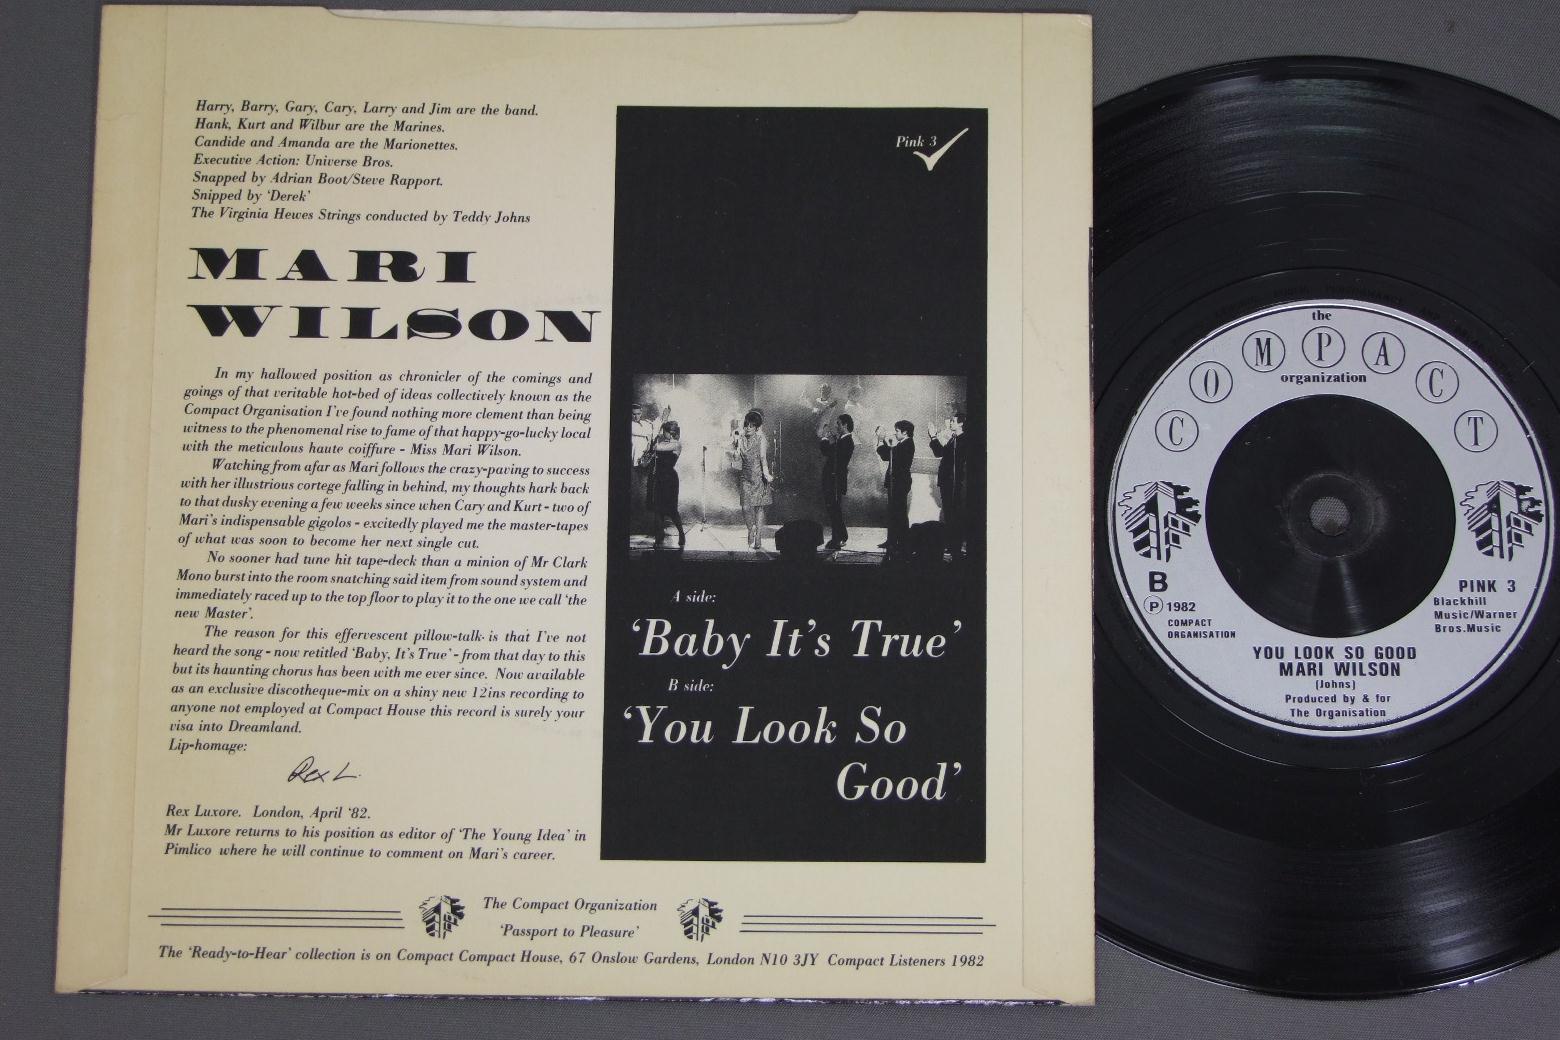 Harry, Barry, Gary, Cary, Larry and Jim are the band.
Hank, Kurt and Wilbur are the Marines.
Candide and Amanda are the Marionettes.
Executive Action: Universe Bros.
Snapped by Adrian Boot/Steve Rapport.
Snipped by ‘Derek’
The Virginia Hewes Strings conducted by Teddy Johns
MARI
WILSON
In my hallowed position as chronicler of the comings and
goings of that veritable hot-bed of ideas collectively known as the
Compact Organisation I've found nothing more clement than being
witness to the phenomenal rise to fame of that happy-go-lucky local
with the meticulous haute coiffure - Miss Mari Wilson.
Watching from afar as Mari follows the crazy-paving to success
with her illustrious cortege falling in behind, my thoughts hark back
to that dusky evening a few weeks since when Cary and Kurt - two of
Mari's indispensable gigolos - excitedly played me the master-tapes
of what was soon to become her next single cut.
No sooner had tune hit tape-deck than a minion of Mr Clark
Mono burst into the room snatching said item from sound system and
immediately raced up to the top floor to play it to the one we call ‘the
new Master’.
The reason for this effervescent pillow-talk is that I've not
heard the song - now retitled ‘Baby, It's True’ - from that day to this
but its haunting chorus has been with me ever since. Now available
as an exclusive discotheque-mix on a shiny new 12ins recording to
anyone not employed at Compact House this record is surely your
visa into Dreamland.
Lip-homage:
Rex L.
Rex Luxore. London, April ‘82.
Mr Luxore returns to his position as editor of ‘The Young Idea’ in
Pimlico where he will continue to comment on Mari's career.
Pink 3
A side:
‘Baby It's True’
B side:
‘You Look So
Good’
The Compact Organization
‘Passport to Pleasure’
The ‘Ready-to-Hear’ collection is on Compact Compact House, 67 Onslow Gardens, London N10 3JY Compact Listeners 1982
the
COMPACT
organization
B
Ⓟ 1982
COMPACT
ORGANISATION
PINK 3
Blackhill
Music/Warner
Bros.Music
YOU LOOK SO GOOD
MARI WILSON
(Johns)
Produced by & for
The Organisation